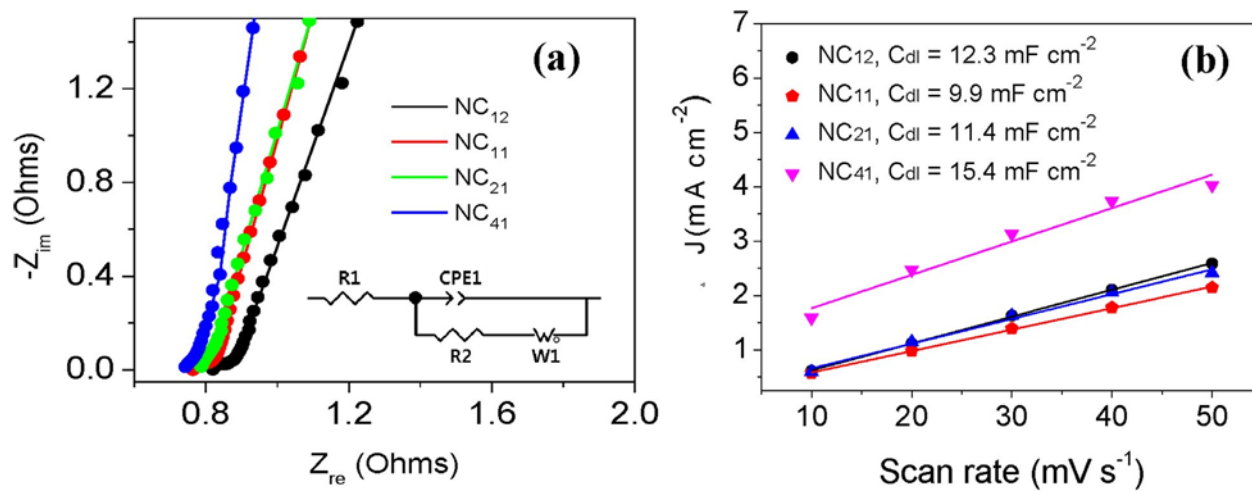 (a)
-Z_im (Ohms)
1.2
0.8
0.4
0.0
NC₁₂
NC₁₁
NC₂₁
NC₄₁
R1
CPE1
R2
W1
0.8 1.2 1.6 2.0
Z_re (Ohms)
(b)
J(mA cm⁻²)
7
6
5
4
3
2
1
NC₁₂, Cdl = 12.3 mF cm⁻²
NC₁₁, Cdl = 9.9 mF cm⁻²
NC₂₁, Cdl = 11.4 mF cm⁻²
NC₄₁, Cdl = 15.4 mF cm⁻²
10 20 30 40 50
Scan rate (mV s⁻¹)